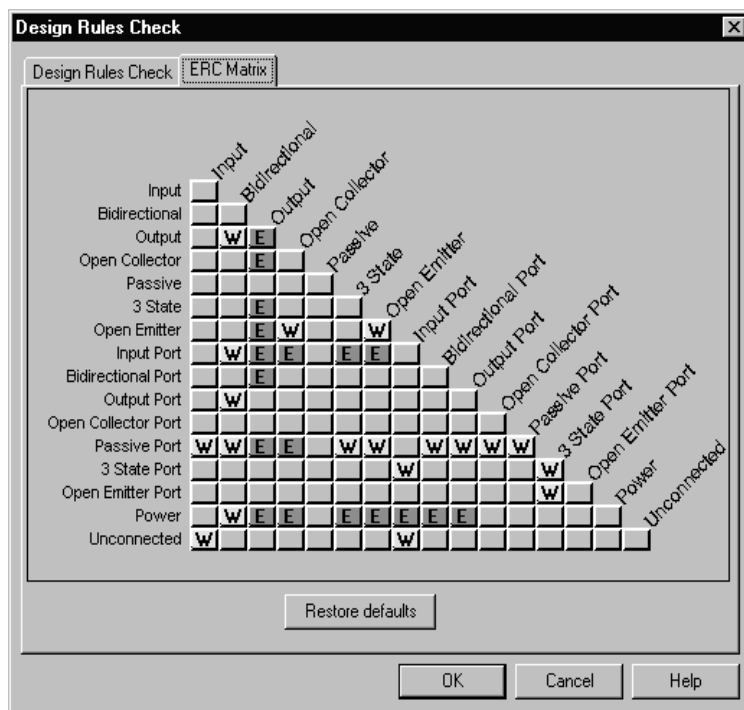 Design Rules Check
Design Rules Check
ERC Matrix
Input
Bidirectional
Output
Open Collector
Passive
3 State
Open Emitter
Input Port
Bidirectional Port
Output Port
Open Collector Port
Passive Port
3 State Port
Open Emitter Port
Power
Unconnected
Input
Bidirectional
Output W E
Open Collector E
Passive
3 State E
Open Emitter E W W
Input Port W E E E E
Bidirectional Port E
Output Port W
Open Collector Port
Passive Port W W E E W W W W W W
3 State Port W W
Open Emitter Port W
Power W E E E E E E E
Unconnected W W
Restore defaults
OK
Cancel
Help